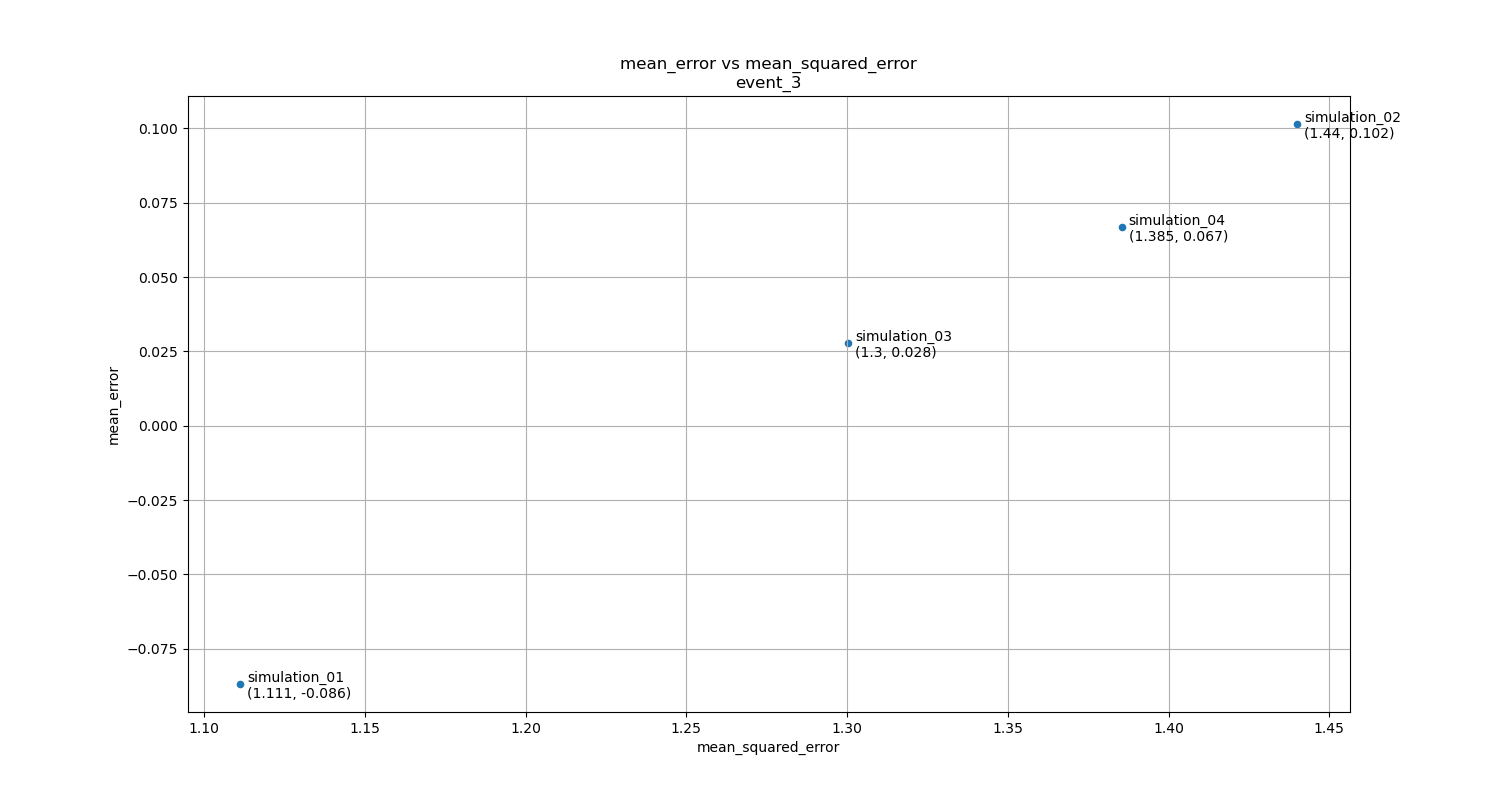 mean_error vs mean_squared_error
event_3
0.100
0.075
0.050
0.025
0.000
−0.025
−0.050
−0.075
mean_error
simulation_02
(1.44, 0.102)
simulation_04
(1.385, 0.067)
simulation_03
(1.3, 0.028)
simulation_01
(1.111, -0.086)
1.10 1.15 1.20 1.25 1.30 1.35 1.40 1.45
mean_squared_error